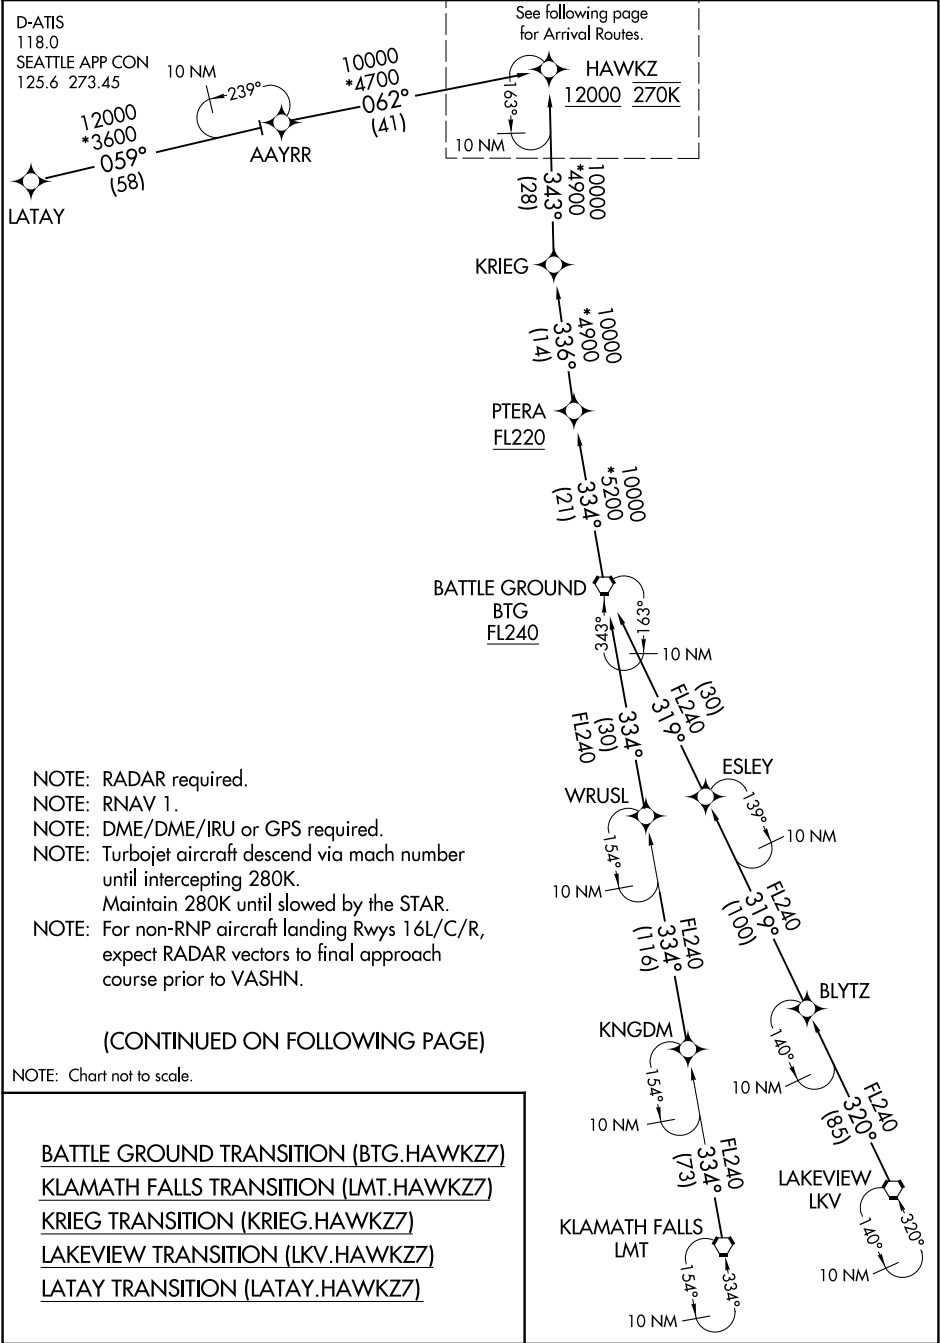 D-ATIS
118.0
SEATTLE APP CON
125.6 273.45
See following page
for Arrival Routes.
HAWKZ
12000 270K
163°
10 NM
10 NM
239°
10000
*4700
062°
(41)
AAYRR
12000
*3600
059°
(58)
LATAY
10000
*4900
343°
(28)
KRIEG
10000
*4900
336°
(14)
PTERA
FL220
10000
*5200
334°
(21)
BATTLE GROUND
BTG
FL240
343°
163°
10 NM
(30)
FL240
319°
334°
(30)
FL240
ESLEY
139°
10 NM
WRUSL
154°
10 NM
FL240
319°
(100)
FL240
334°
(116)
BLYTZ
140°
10 NM
KNGDM
154°
10 NM
FL240
320°
(85)
FL240
334°
(73)
LAKEVIEW
LKV
140°
320°
10 NM
KLAMATH FALLS
LMT
154°
334°
10 NM
NOTE: RADAR required.
NOTE: RNAV 1.
NOTE: DME/DME/IRU or GPS required.
NOTE: Turbojet aircraft descend via mach number
until intercepting 280K.
Maintain 280K until slowed by the STAR.
NOTE: For non-RNP aircraft landing Rwys 16L/C/R,
expect RADAR vectors to final approach
course prior to VASHN.
(CONTINUED ON FOLLOWING PAGE)
NOTE: Chart not to scale.
BATTLE GROUND TRANSITION (BTG.HAWKZ7)
KLAMATH FALLS TRANSITION (LMT.HAWKZ7)
KRIEG TRANSITION (KRIEG.HAWKZ7)
LAKEVIEW TRANSITION (LKV.HAWKZ7)
LATAY TRANSITION (LATAY.HAWKZ7)